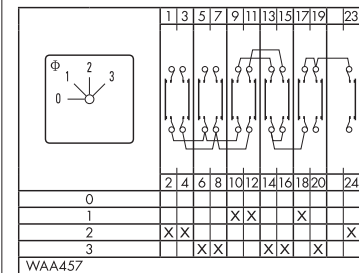 1 3 5 7 9 11 13 15 17 19 23
Φ
1 2 3
0
2 4 6 8 10 12 14 16 18 20 24
0
1 X X X
2 X X X
3 X X X X X
WAA457